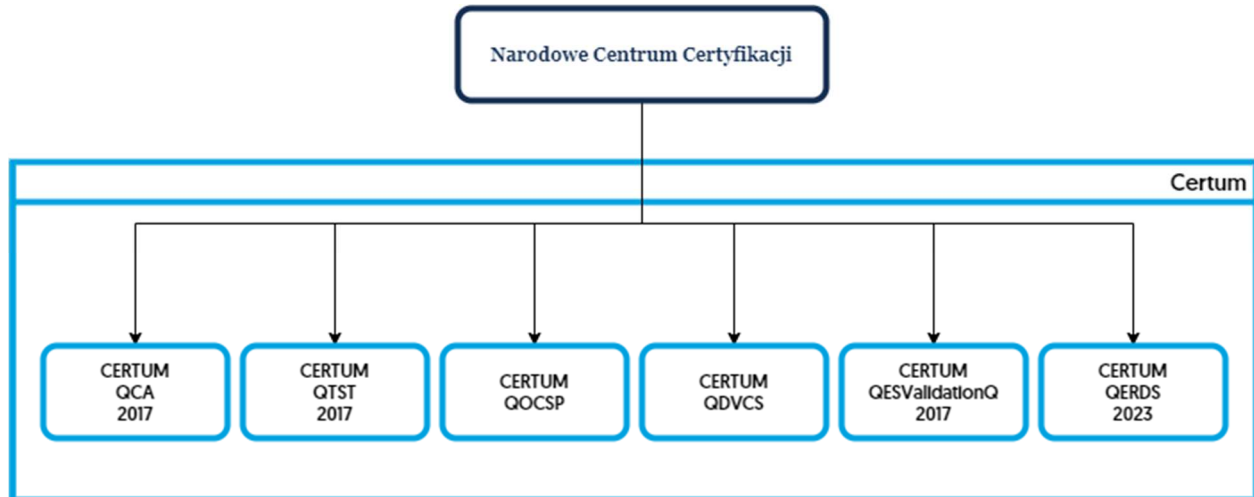 Narodowe Centrum Certyfikacji
Certum
CERTUM
QCA
2017
CERTUM
QTST
2017
CERTUM
QOCSP
CERTUM
QDVCS
CERTUM
QESValidationQ
2017
CERTUM
QERDS
2023